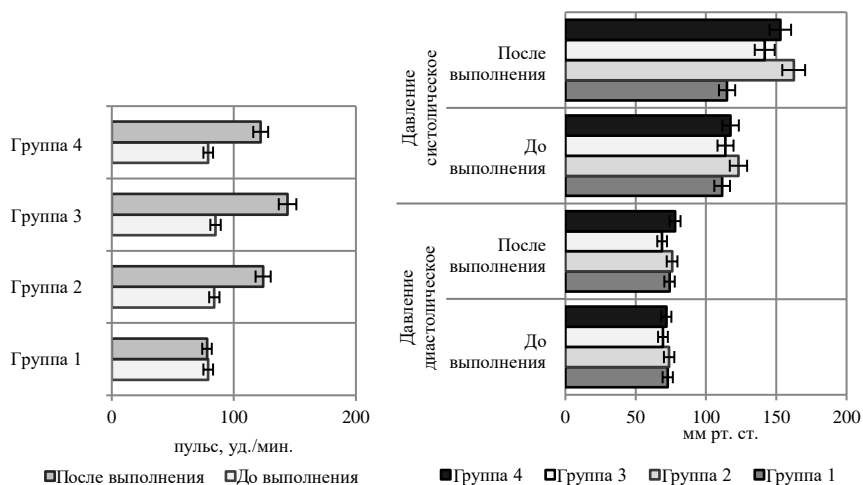 Группа 4
Группа 3
Группа 2
Группа 1
0 100 200
пульс, уд./мин.
После выполнения До выполнения
Давление
систолическое
После
выполнения
До
выполнения
Давление
диастолическое
После
выполнения
До
выполнения
0 50 100 150 200
мм рт. ст.
Группа 4 Группа 3 Группа 2 Группа 1